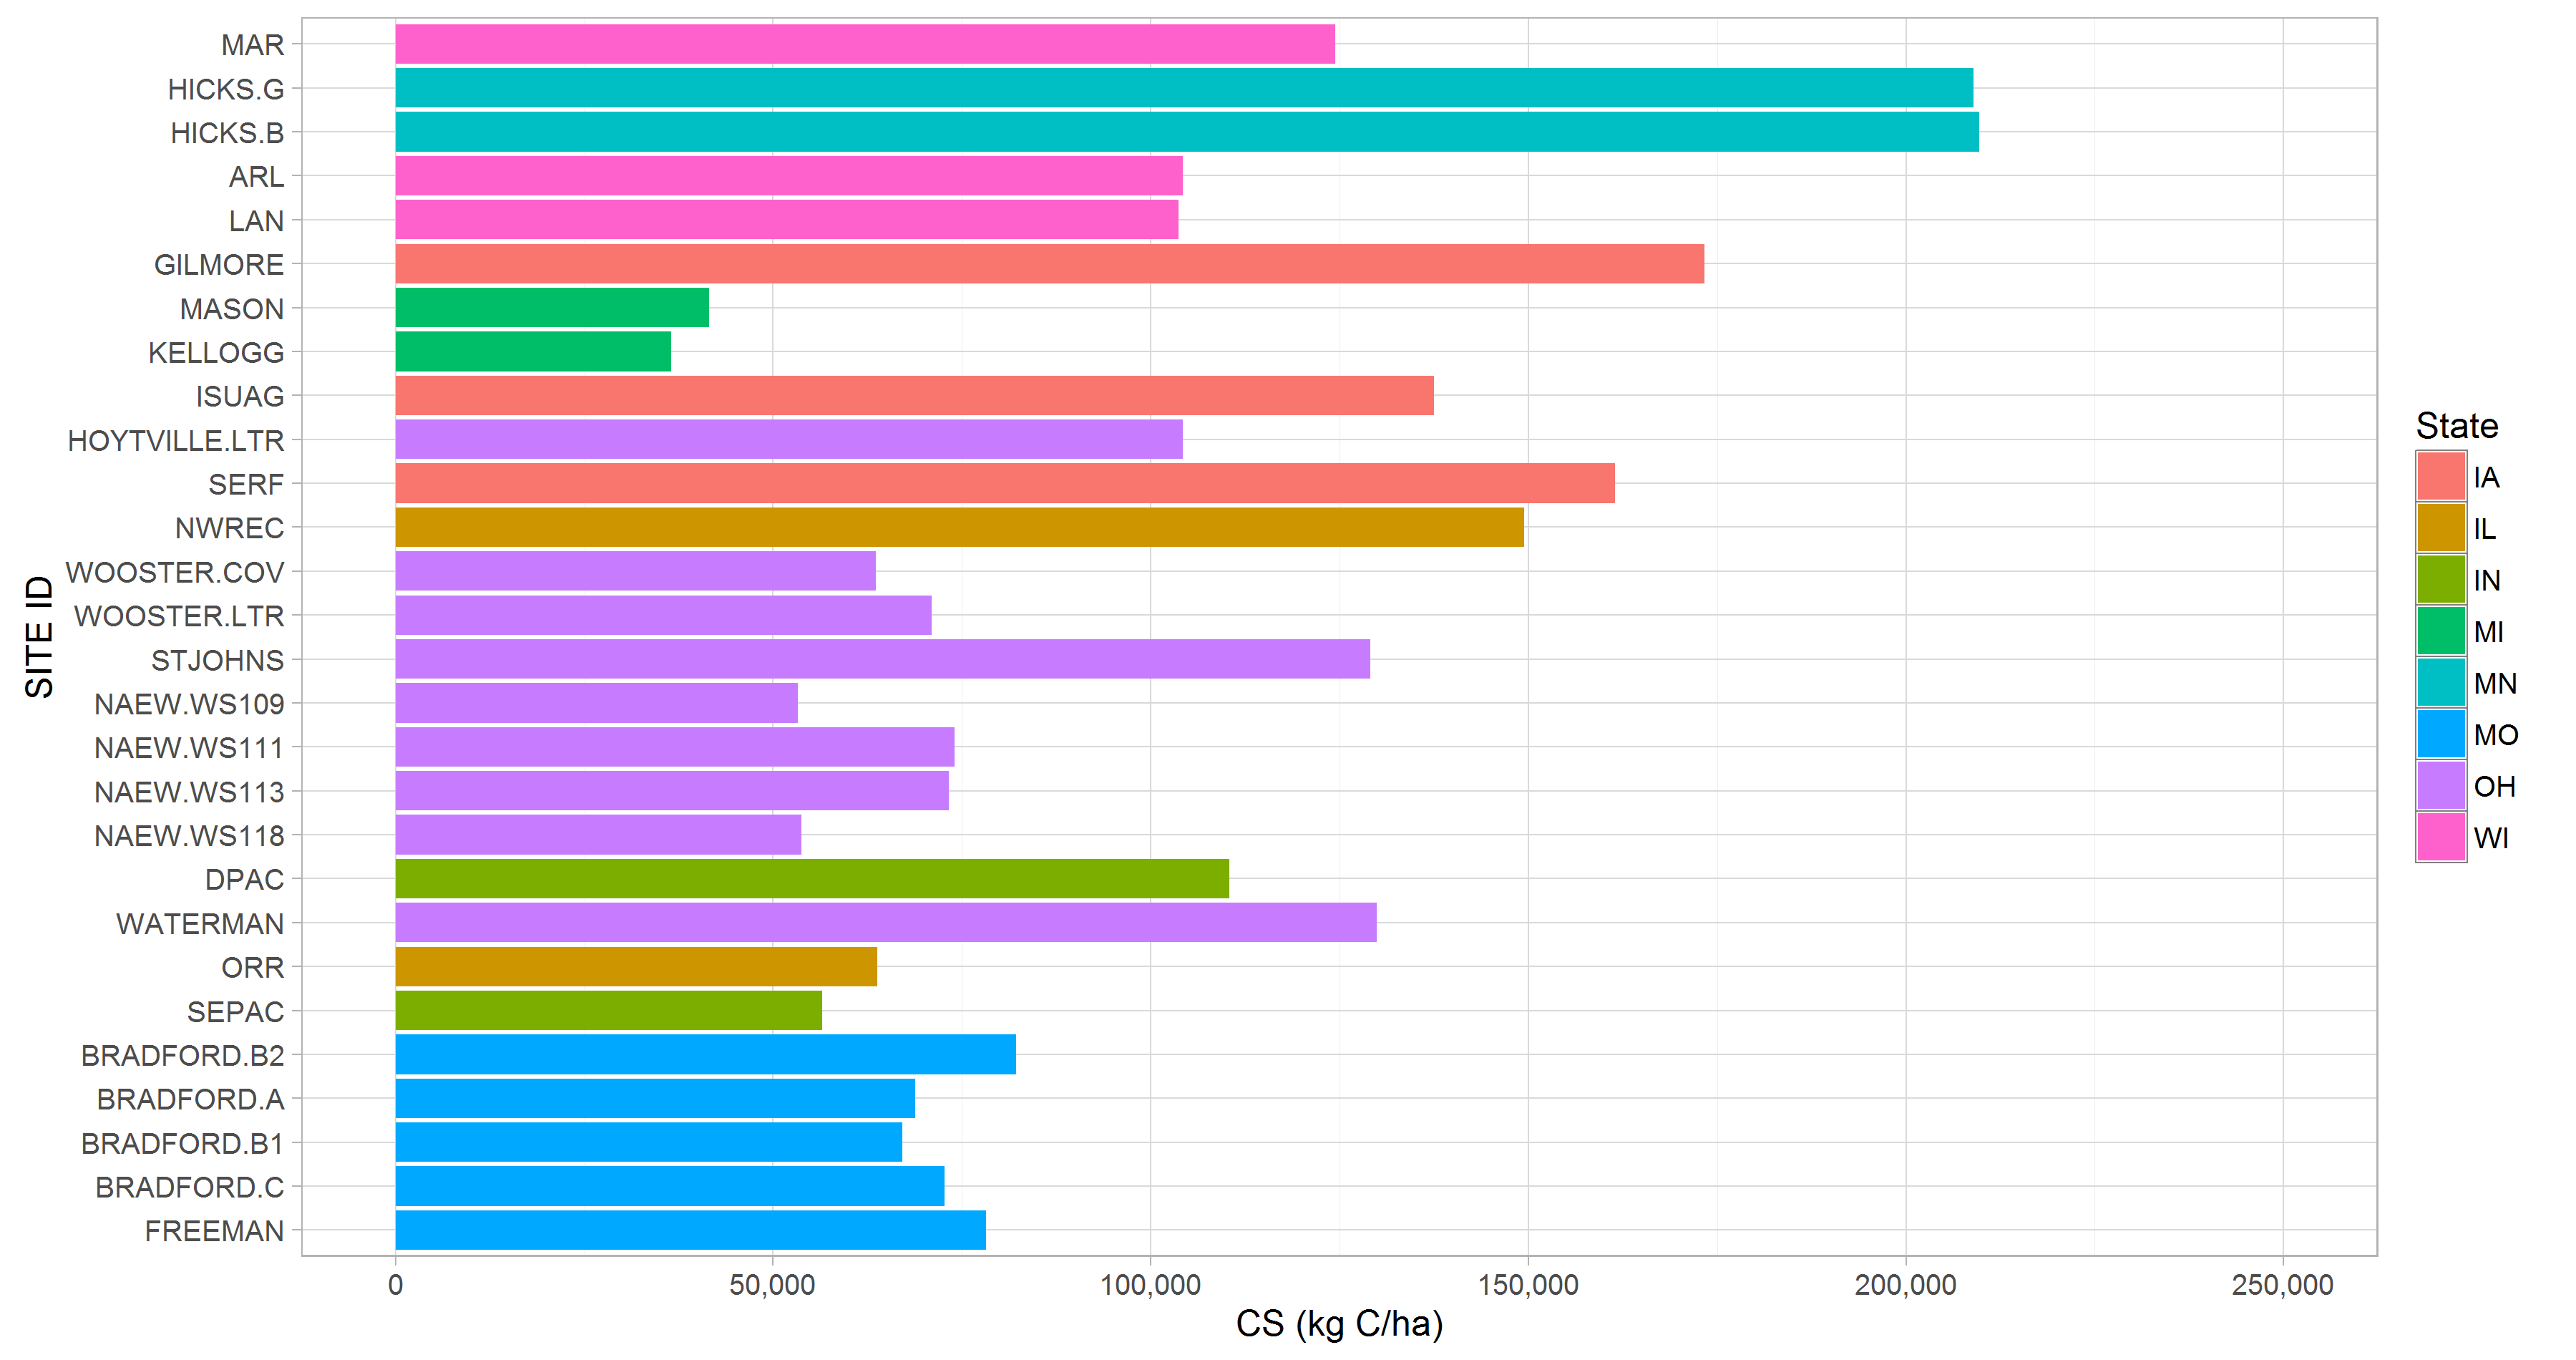 MAR
HICKS.G
HICKS.B
ARL
LAN
GILMORE
MASON
KELLOGG
ISUAG
HOYTVILLE.LTR
SERF
NWREC
WOOSTER.COV
WOOSTER.LTR
STJOHNS
NAEW.WS109
NAEW.WS111
NAEW.WS113
NAEW.WS118
DPAC
WATERMAN
ORR
SEPAC
BRADFORD.B2
BRADFORD.A
BRADFORD.B1
BRADFORD.C
FREEMAN
SITE ID
0 50,000 100,000 150,000 200,000 250,000
CS (kg C/ha)
State
IA
IL
IN
MI
MN
MO
OH
WI